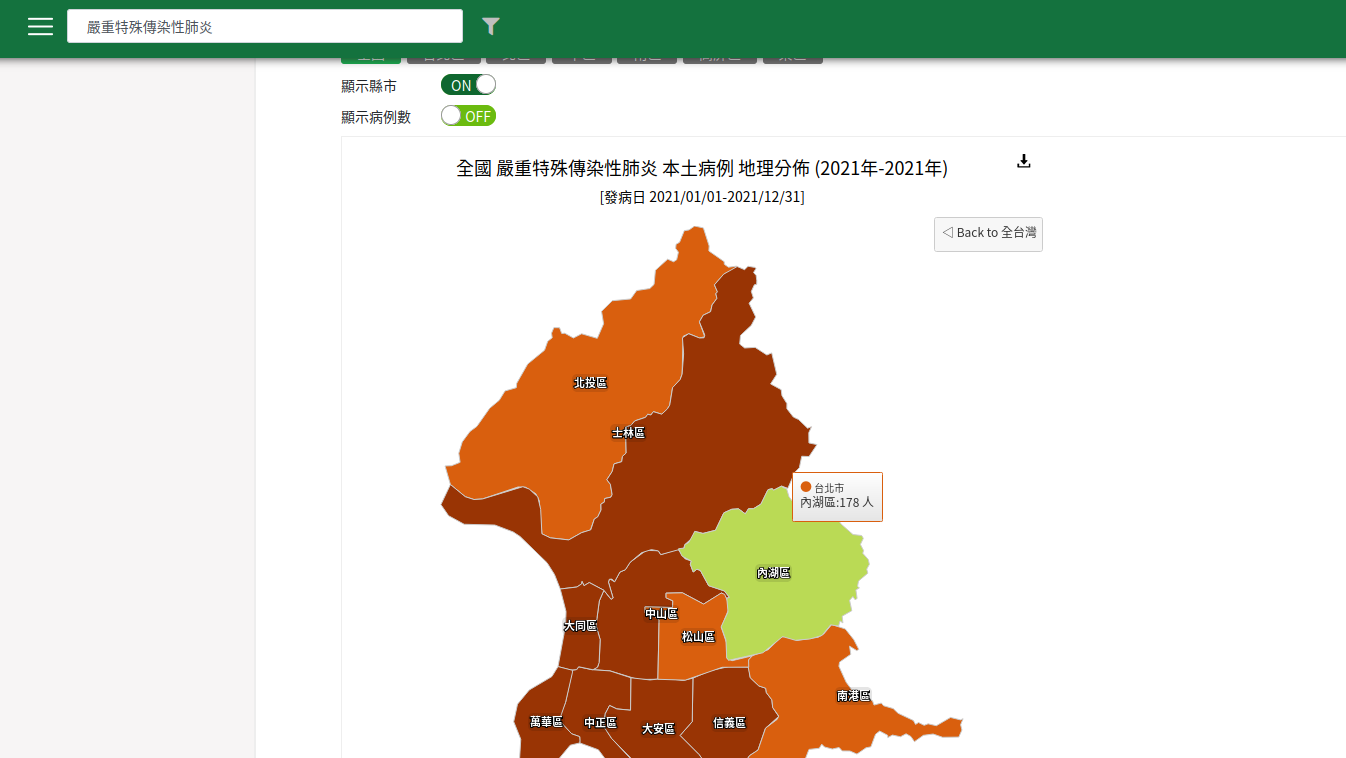 嚴重特殊傳染性肺炎
顯示縣市
ON
顯示病例數
OFF
全國 嚴重特殊傳染性肺炎 本土病例 地理分佈 (2021年-2021年)
[發病日 2021/01/01-2021/12/31]
◁ Back to 全台灣
北投區
士林區
台北市
內湖區:178 人
內湖區
中山區
大同區
松山區
南港區
萬華區
中正區
大安區
信義區